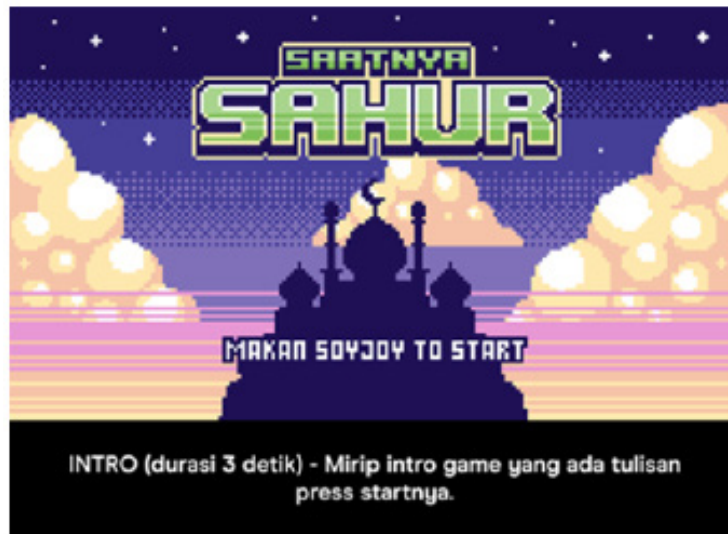 SAATNYA
SAHUR
MAKAN SOYJOY TO START
INTRO (durasi 3 detik) - Mirip intro game yang ada tulisan
press startnya.